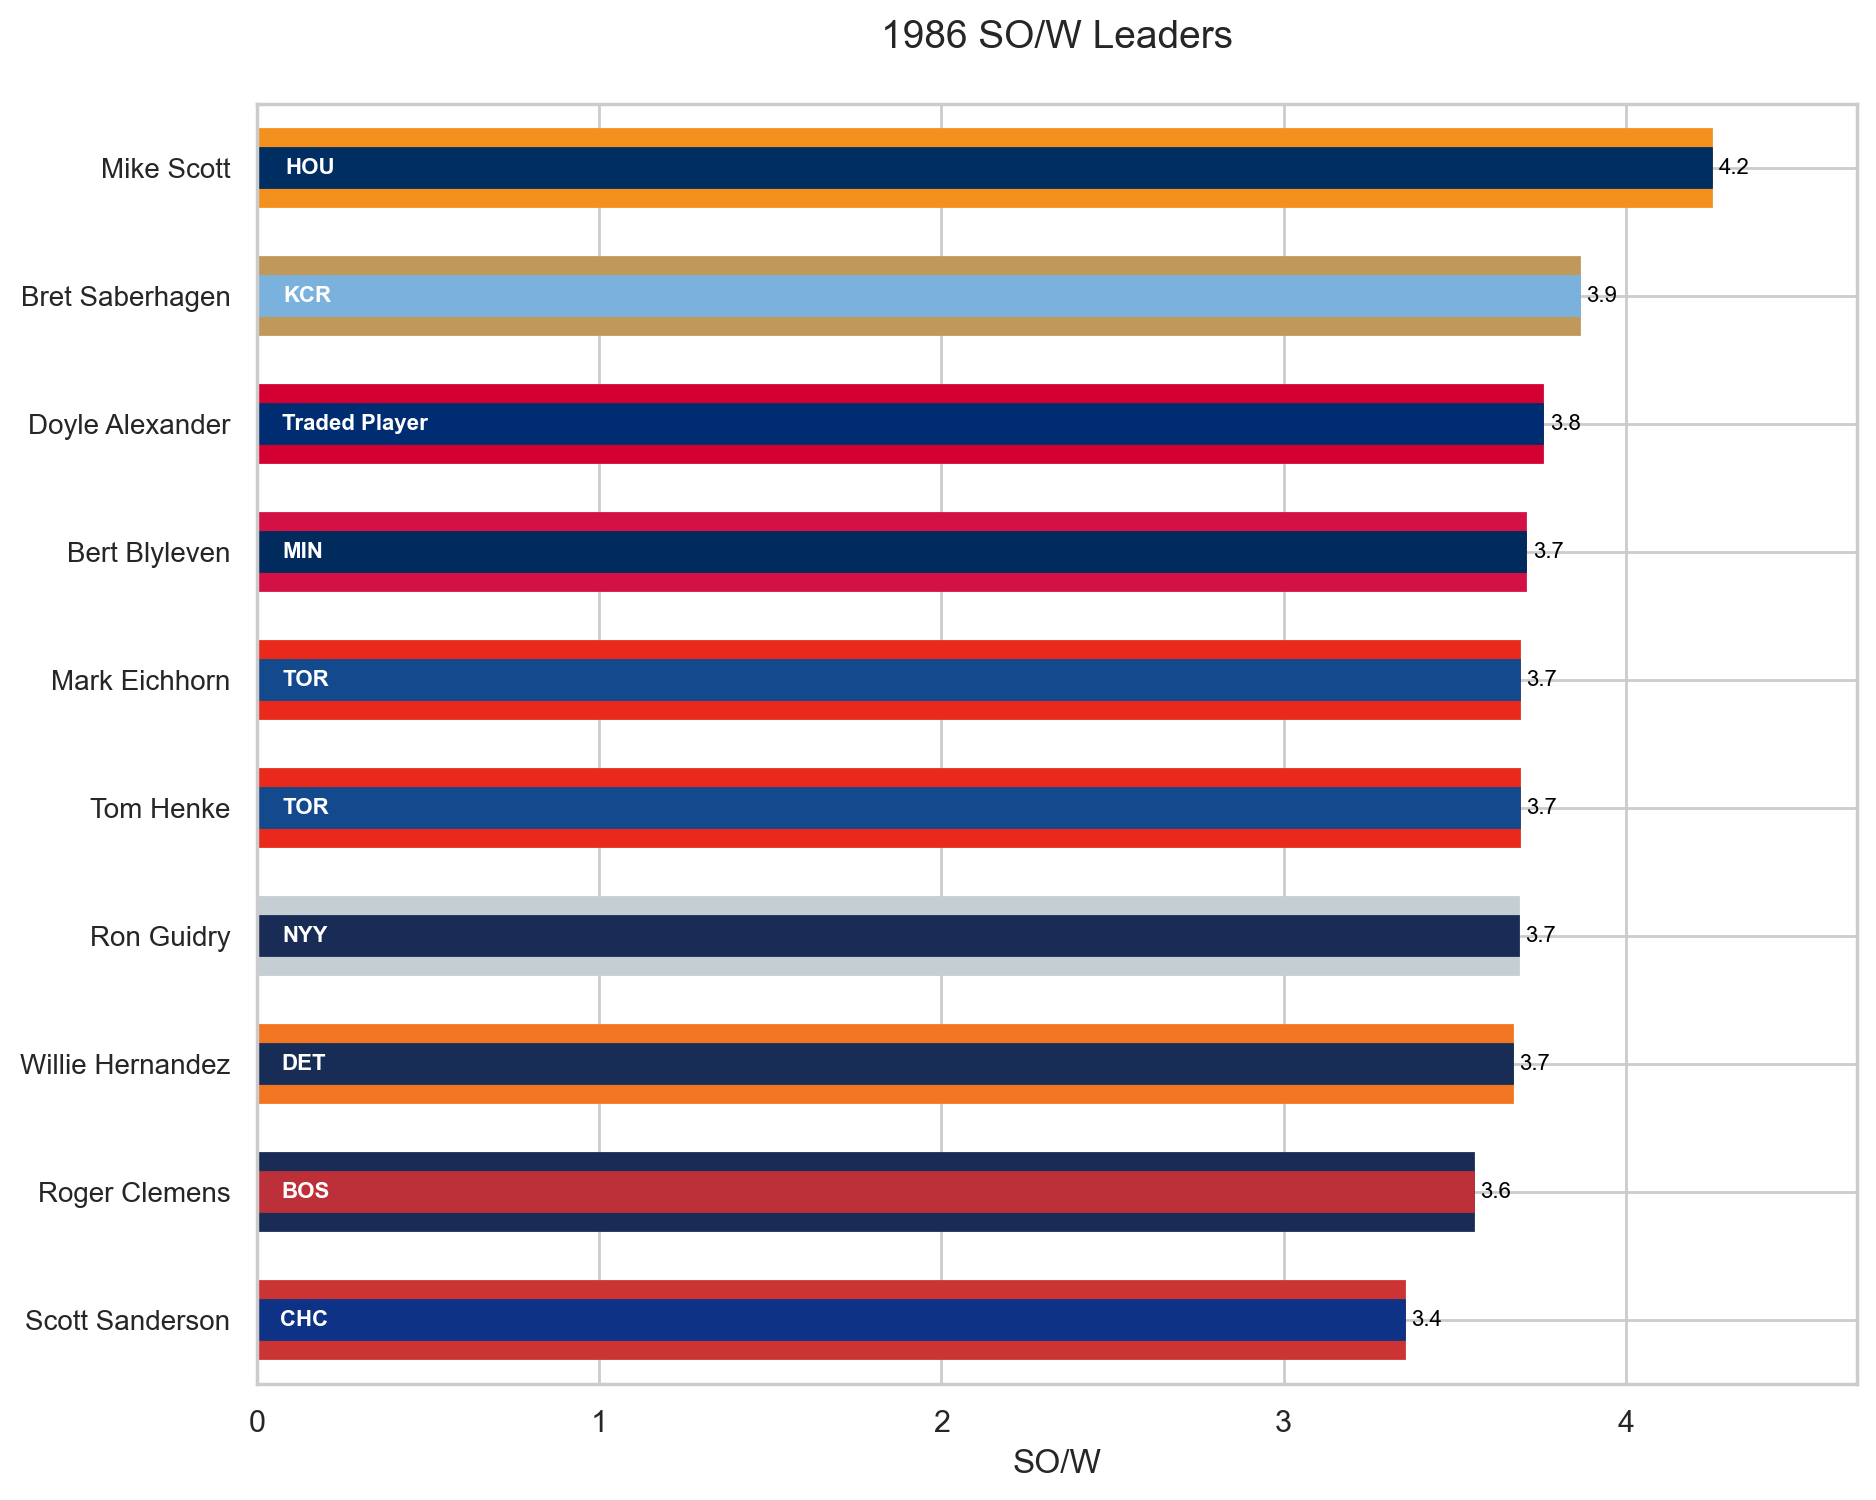 1986 SO/W Leaders
Mike Scott HOU 4.2
Bret Saberhagen KCR 3.9
Doyle Alexander Traded Player 3.8
Bert Blyleven MIN 3.7
Mark Eichhorn TOR 3.7
Tom Henke TOR 3.7
Ron Guidry NYY 3.7
Willie Hernandez DET 3.7
Roger Clemens BOS 3.6
Scott Sanderson CHC 3.4
0 1 2 3 4
SO/W